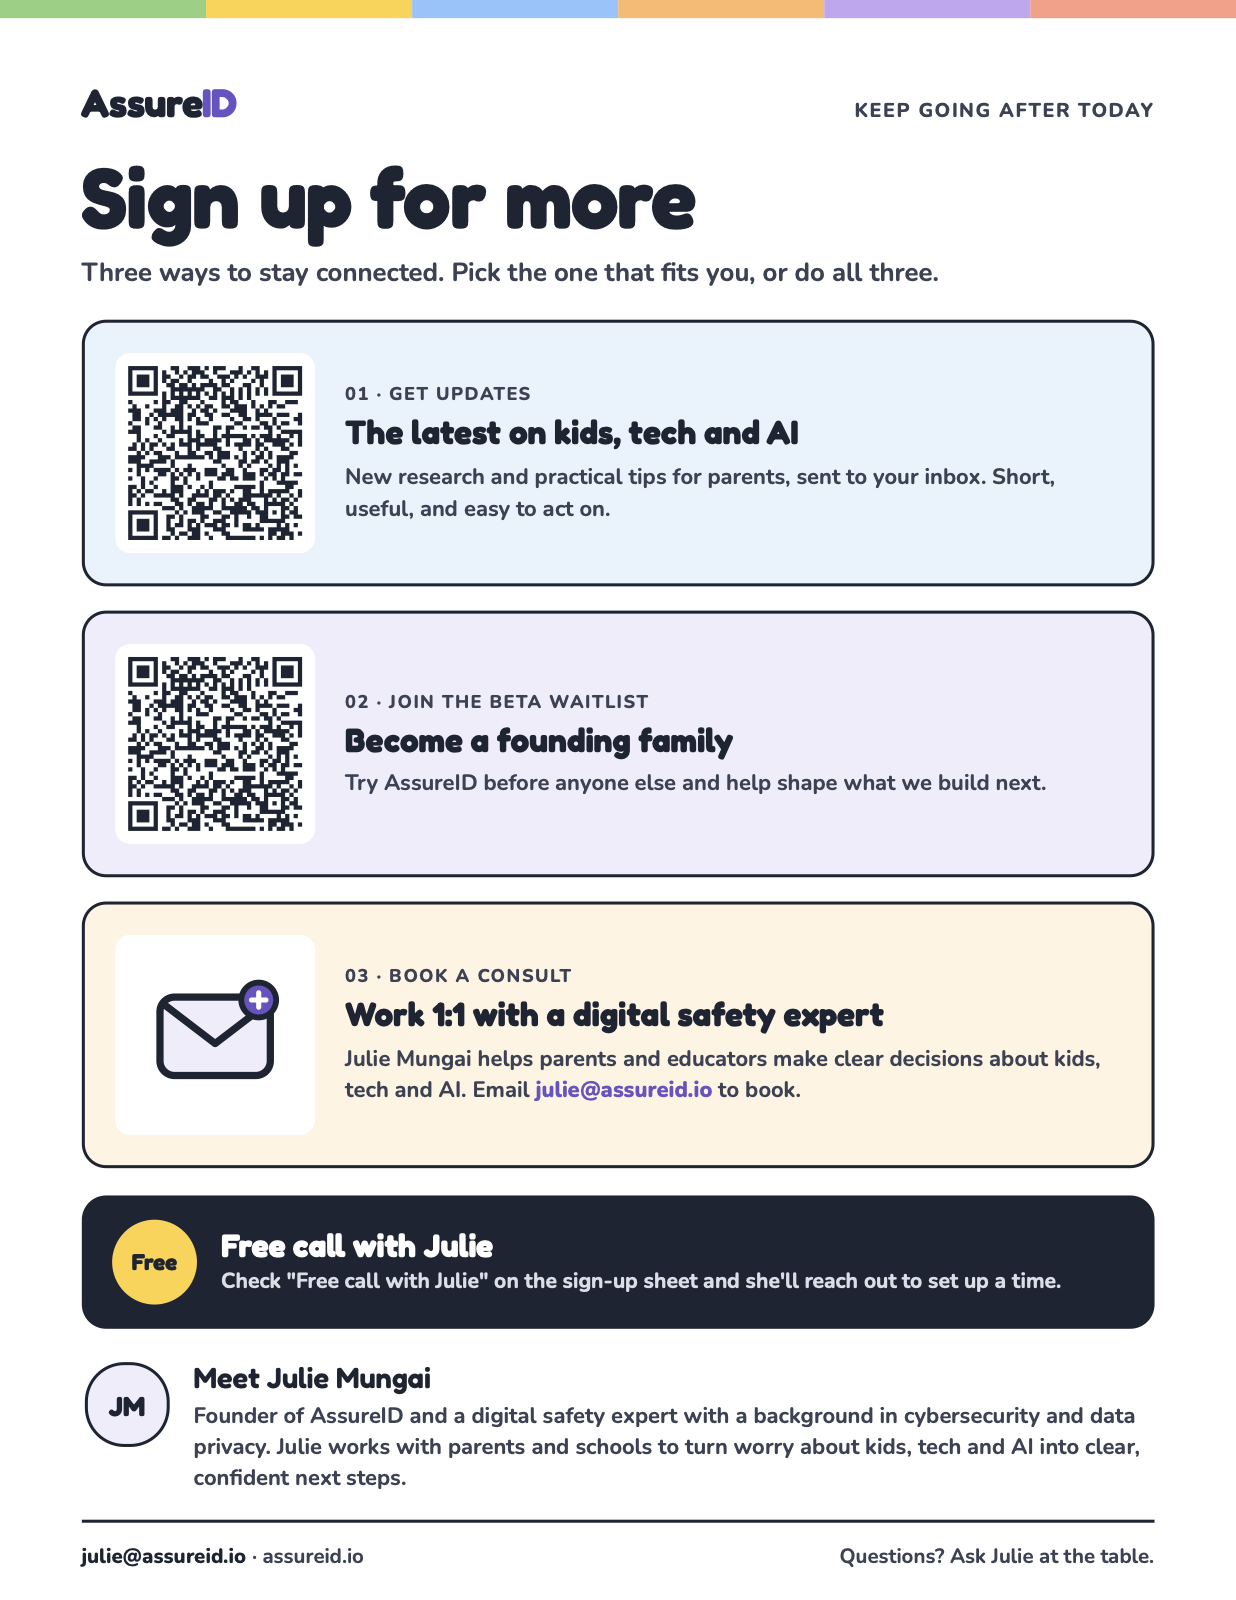 AssureID
KEEP GOING AFTER TODAY
Sign up for more
Three ways to stay connected. Pick the one that fits you, or do all three.
01 · GET UPDATES
The latest on kids, tech and AI
New research and practical tips for parents, sent to your inbox. Short,
useful, and easy to act on.
02 · JOIN THE BETA WAITLIST
Become a founding family
Try AssureID before anyone else and help shape what we build next.
03 · BOOK A CONSULT
Work 1:1 with a digital safety expert
Julie Mungai helps parents and educators make clear decisions about kids,
tech and AI. Email julie@assureid.io to book.
Free
Free call with Julie
Check "Free call with Julie" on the sign-up sheet and she'll reach out to set up a time.
JM
Meet Julie Mungai
Founder of AssureID and a digital safety expert with a background in cybersecurity and data
privacy. Julie works with parents and schools to turn worry about kids, tech and AI into clear,
confident next steps.
julie@assureid.io · assureid.io
Questions? Ask Julie at the table.